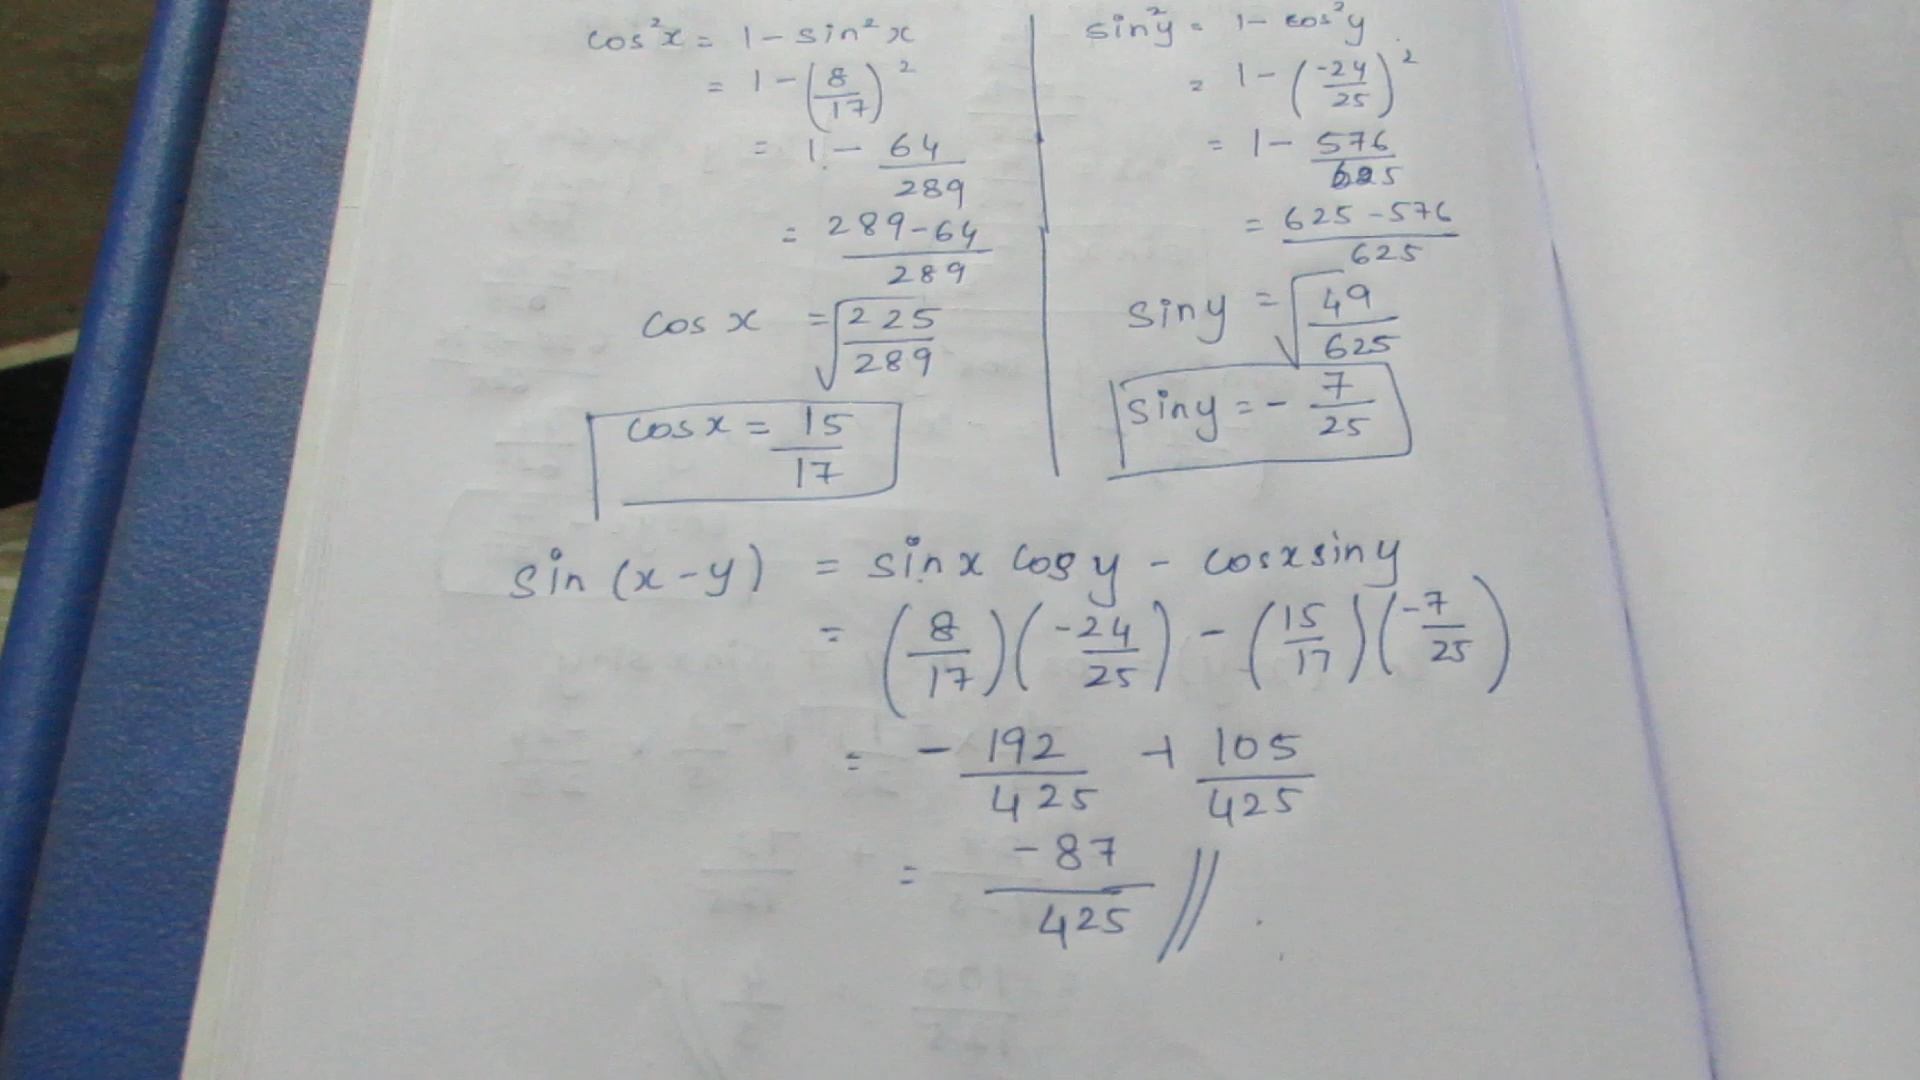 cos²x = 1 - sin²x
= 1 - (8/17)²
= 1 - 64/289
= 289-64/289
cos x = √225/289
cos x = 15/17
sin²y = 1 - cos²y
= 1 - (-24/25)²
= 1 - 576/625
= 625-576/625
sin y = √49/625
sin y = - 7/25
sin (x-y) = sin x cos y - cos x sin y
= (8/17)(-24/25) - (15/17)(-7/25)
= - 192/425 + 105/425
= -87/425 //